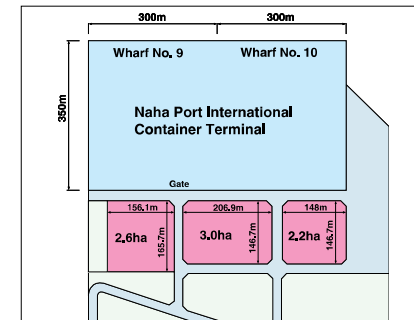 300m 300m
Wharf No. 9 Wharf No. 10
350m
Naha Port International
Container Terminal
Gate
156.1m 206.9m 148m
2.6ha 165.7m 3.0ha 146.7m 2.2ha 146.7m